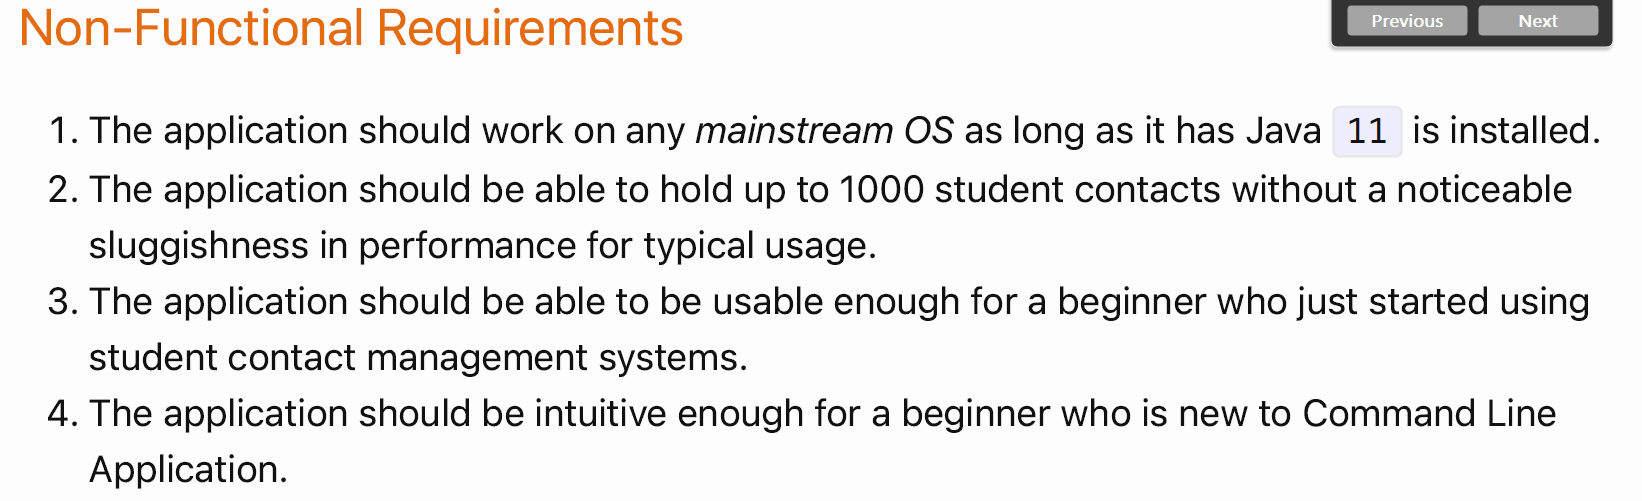 Non-Functional Requirements
Previous Next
1. The application should work on any mainstream OS as long as it has Java 11 is installed.
2. The application should be able to hold up to 1000 student contacts without a noticeable
sluggishness in performance for typical usage.
3. The application should be able to be usable enough for a beginner who just started using
student contact management systems.
4. The application should be intuitive enough for a beginner who is new to Command Line
Application.